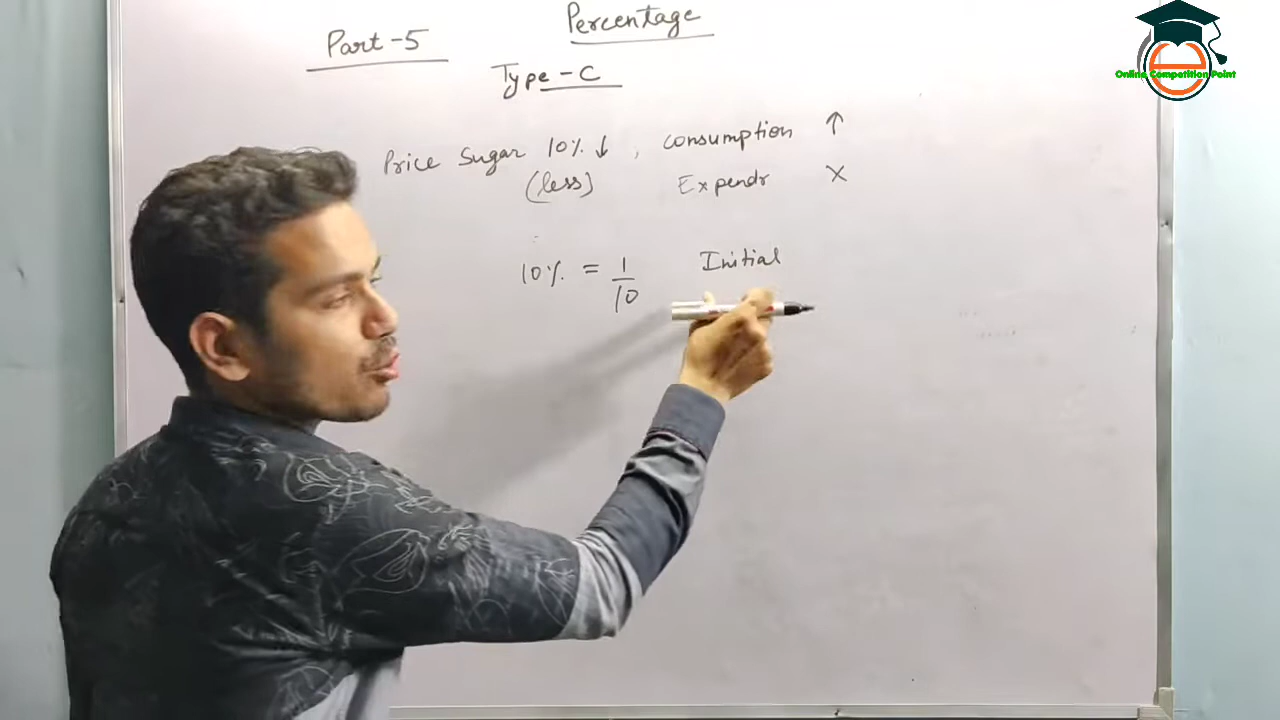 Percentage
Part-5
Type-C
Price Sugar 10% ↓, consumption ↑
(less) Expendr X
10% = 1/10 Initial
Online Competition Point